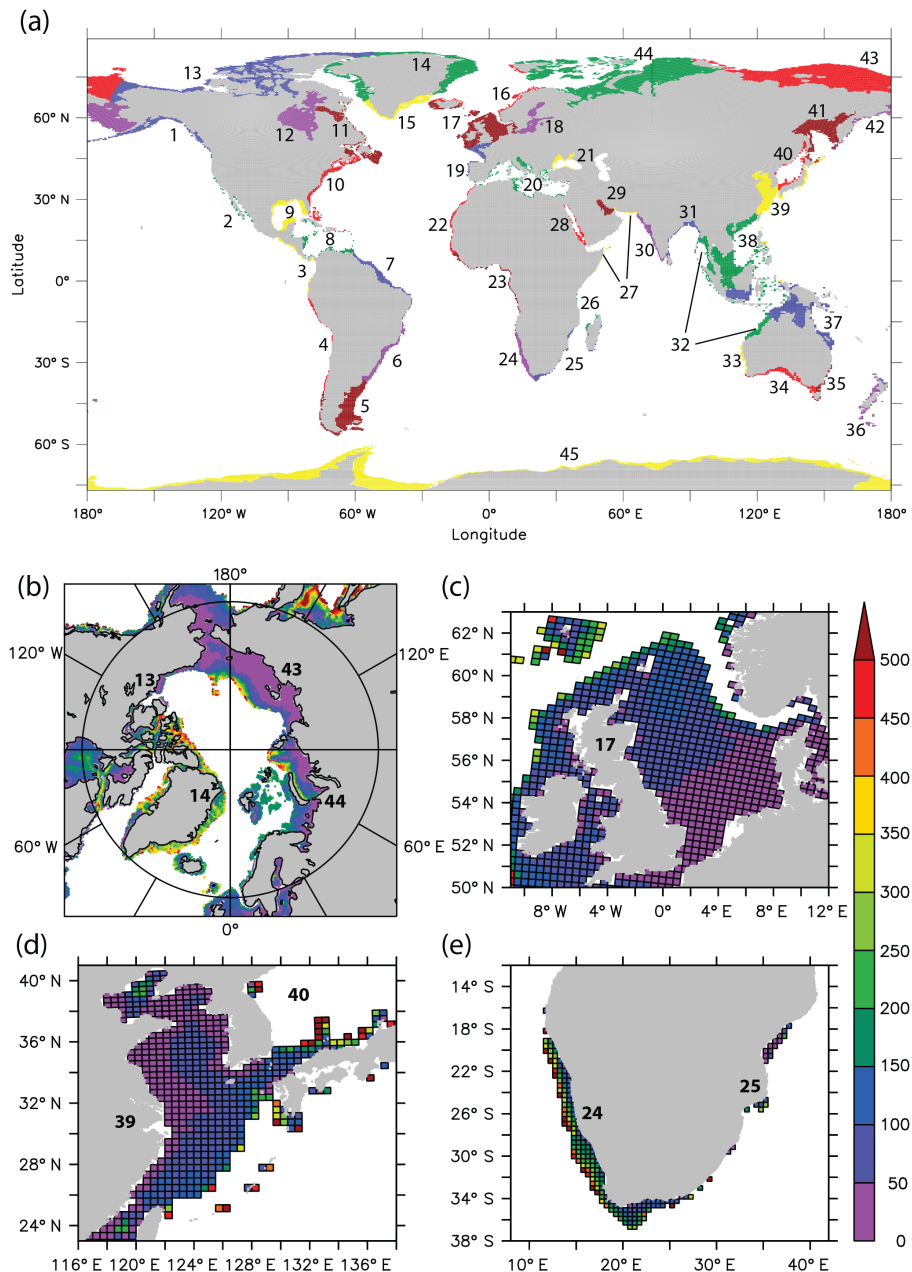 (a)
44
43
14
13
60° N
16
17
41
15
1
12
11
18
42
21
19
40
30° N
10
20
2
9
29
39
22
28
31
8
30
38
7
0°
3
23
27
26
37
4
32
6
24
25
33
30° S
5
34
35
36
60° S
45
180°
120° W
60° W
0°
60° E
120° E
180°
Latitude
Longitude
(b)
180°
120° W
120° E
43
13
14
44
60° W
60° E
0°
(c)
62° N
60° N
58° N
56° N
54° N
52° N
50° N
17
8° W
4° W
0°
4° E
8° E
12° E
500
450
400
350
300
250
200
150
100
50
0
(d)
40° N
36° N
32° N
28° N
24° N
40
39
116° E
120° E
124° E
128° E
132° E
136° E
(e)
14° S
18° S
22° S
26° S
30° S
34° S
38° S
25
24
10° E
20° E
30° E
40° E